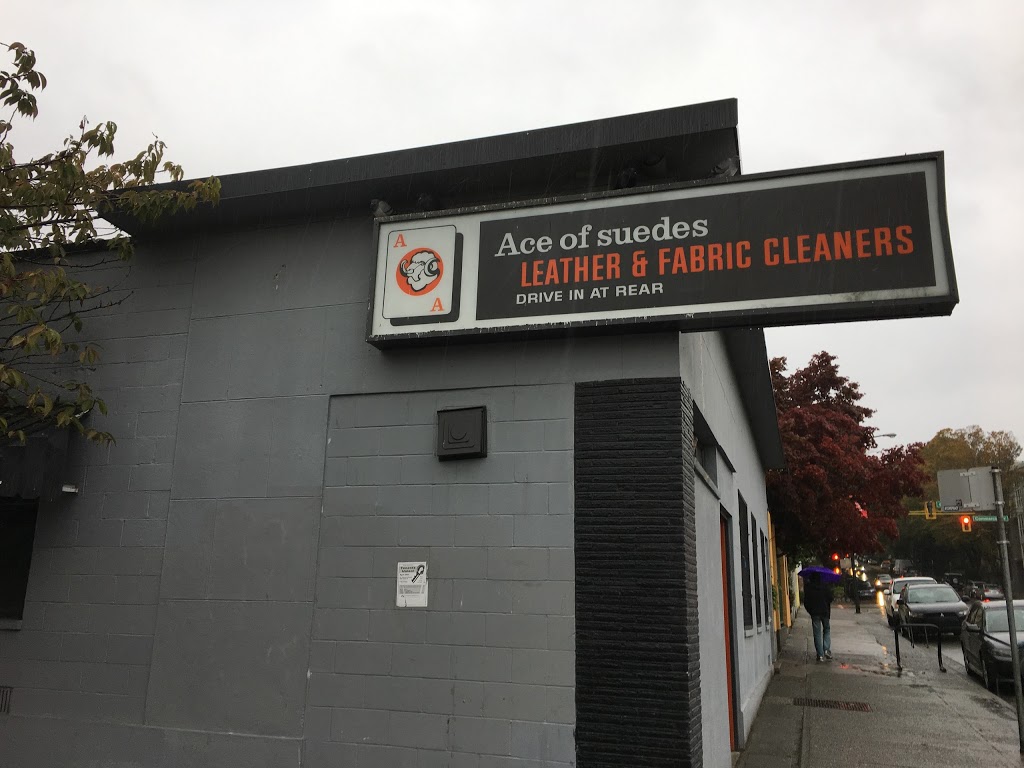 A
A
Ace of suedes
LEATHER & FABRIC CLEANERS
DRIVE IN AT REAR